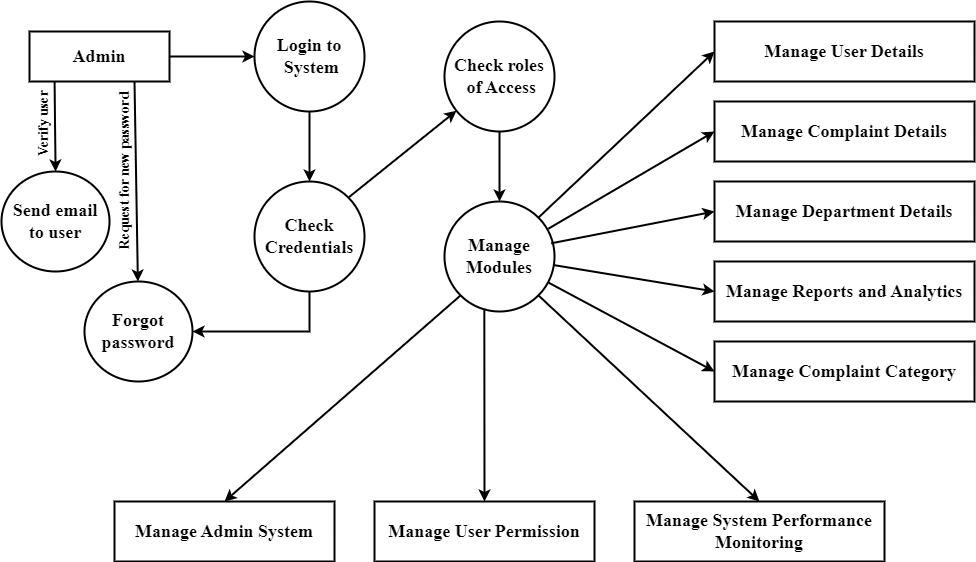 Admin
Login to
System
Check roles
of Access
Manage User Details
Verify user
Request for new password
Manage Complaint Details
Send email
to user
Check
Credentials
Manage
Modules
Manage Department Details
Manage Reports and Analytics
Forgot
password
Manage Complaint Category
Manage Admin System
Manage User Permission
Manage System Performance
Monitoring